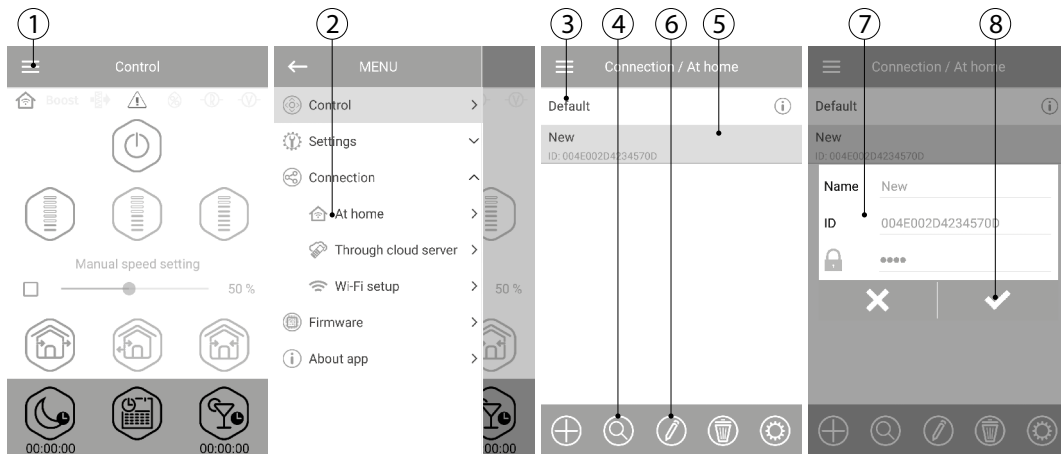 1
2
3
4
6
5
7
8
Control
Boost
Manual speed setting
50 %
00:00:00
00:00:00
MENU
Control
Settings
Connection
At home
Through cloud server
Wi-Fi setup
Firmware
About app
50 %
00:00
Connection / At home
Default
New
ID: 004E002D4234570D
Connection / At home
Default
New
ID: 004E002D4234570D
Name New
ID 004E002D4234570D